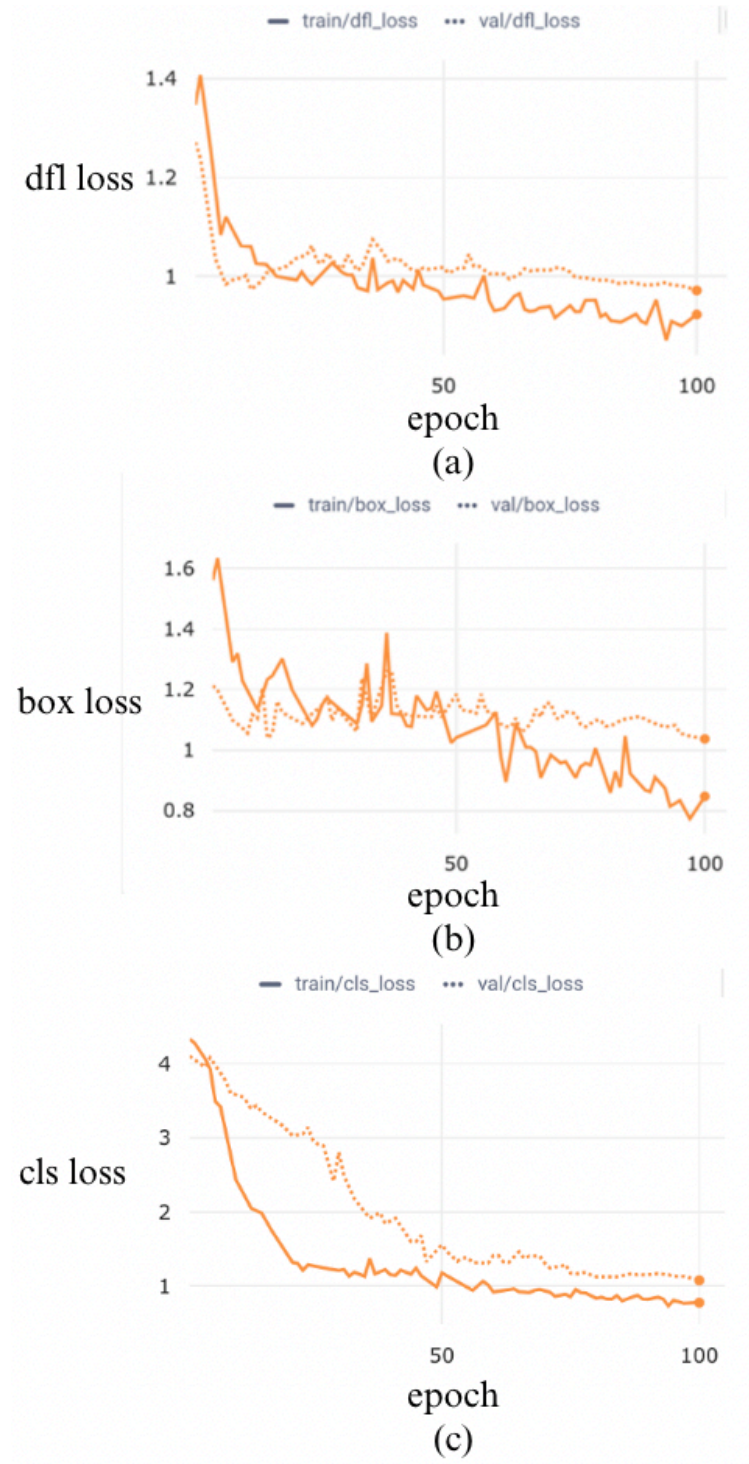 train/dfl_loss val/dfl_loss
1.4
dfl loss 1.2
1
50 100
epoch
(a)
train/box_loss val/box_loss
1.6
1.4
box loss 1.2
1
0.8
50 100
epoch
(b)
train/cls_loss val/cls_loss
4
3
cls loss
2
1
50 100
epoch
(c)